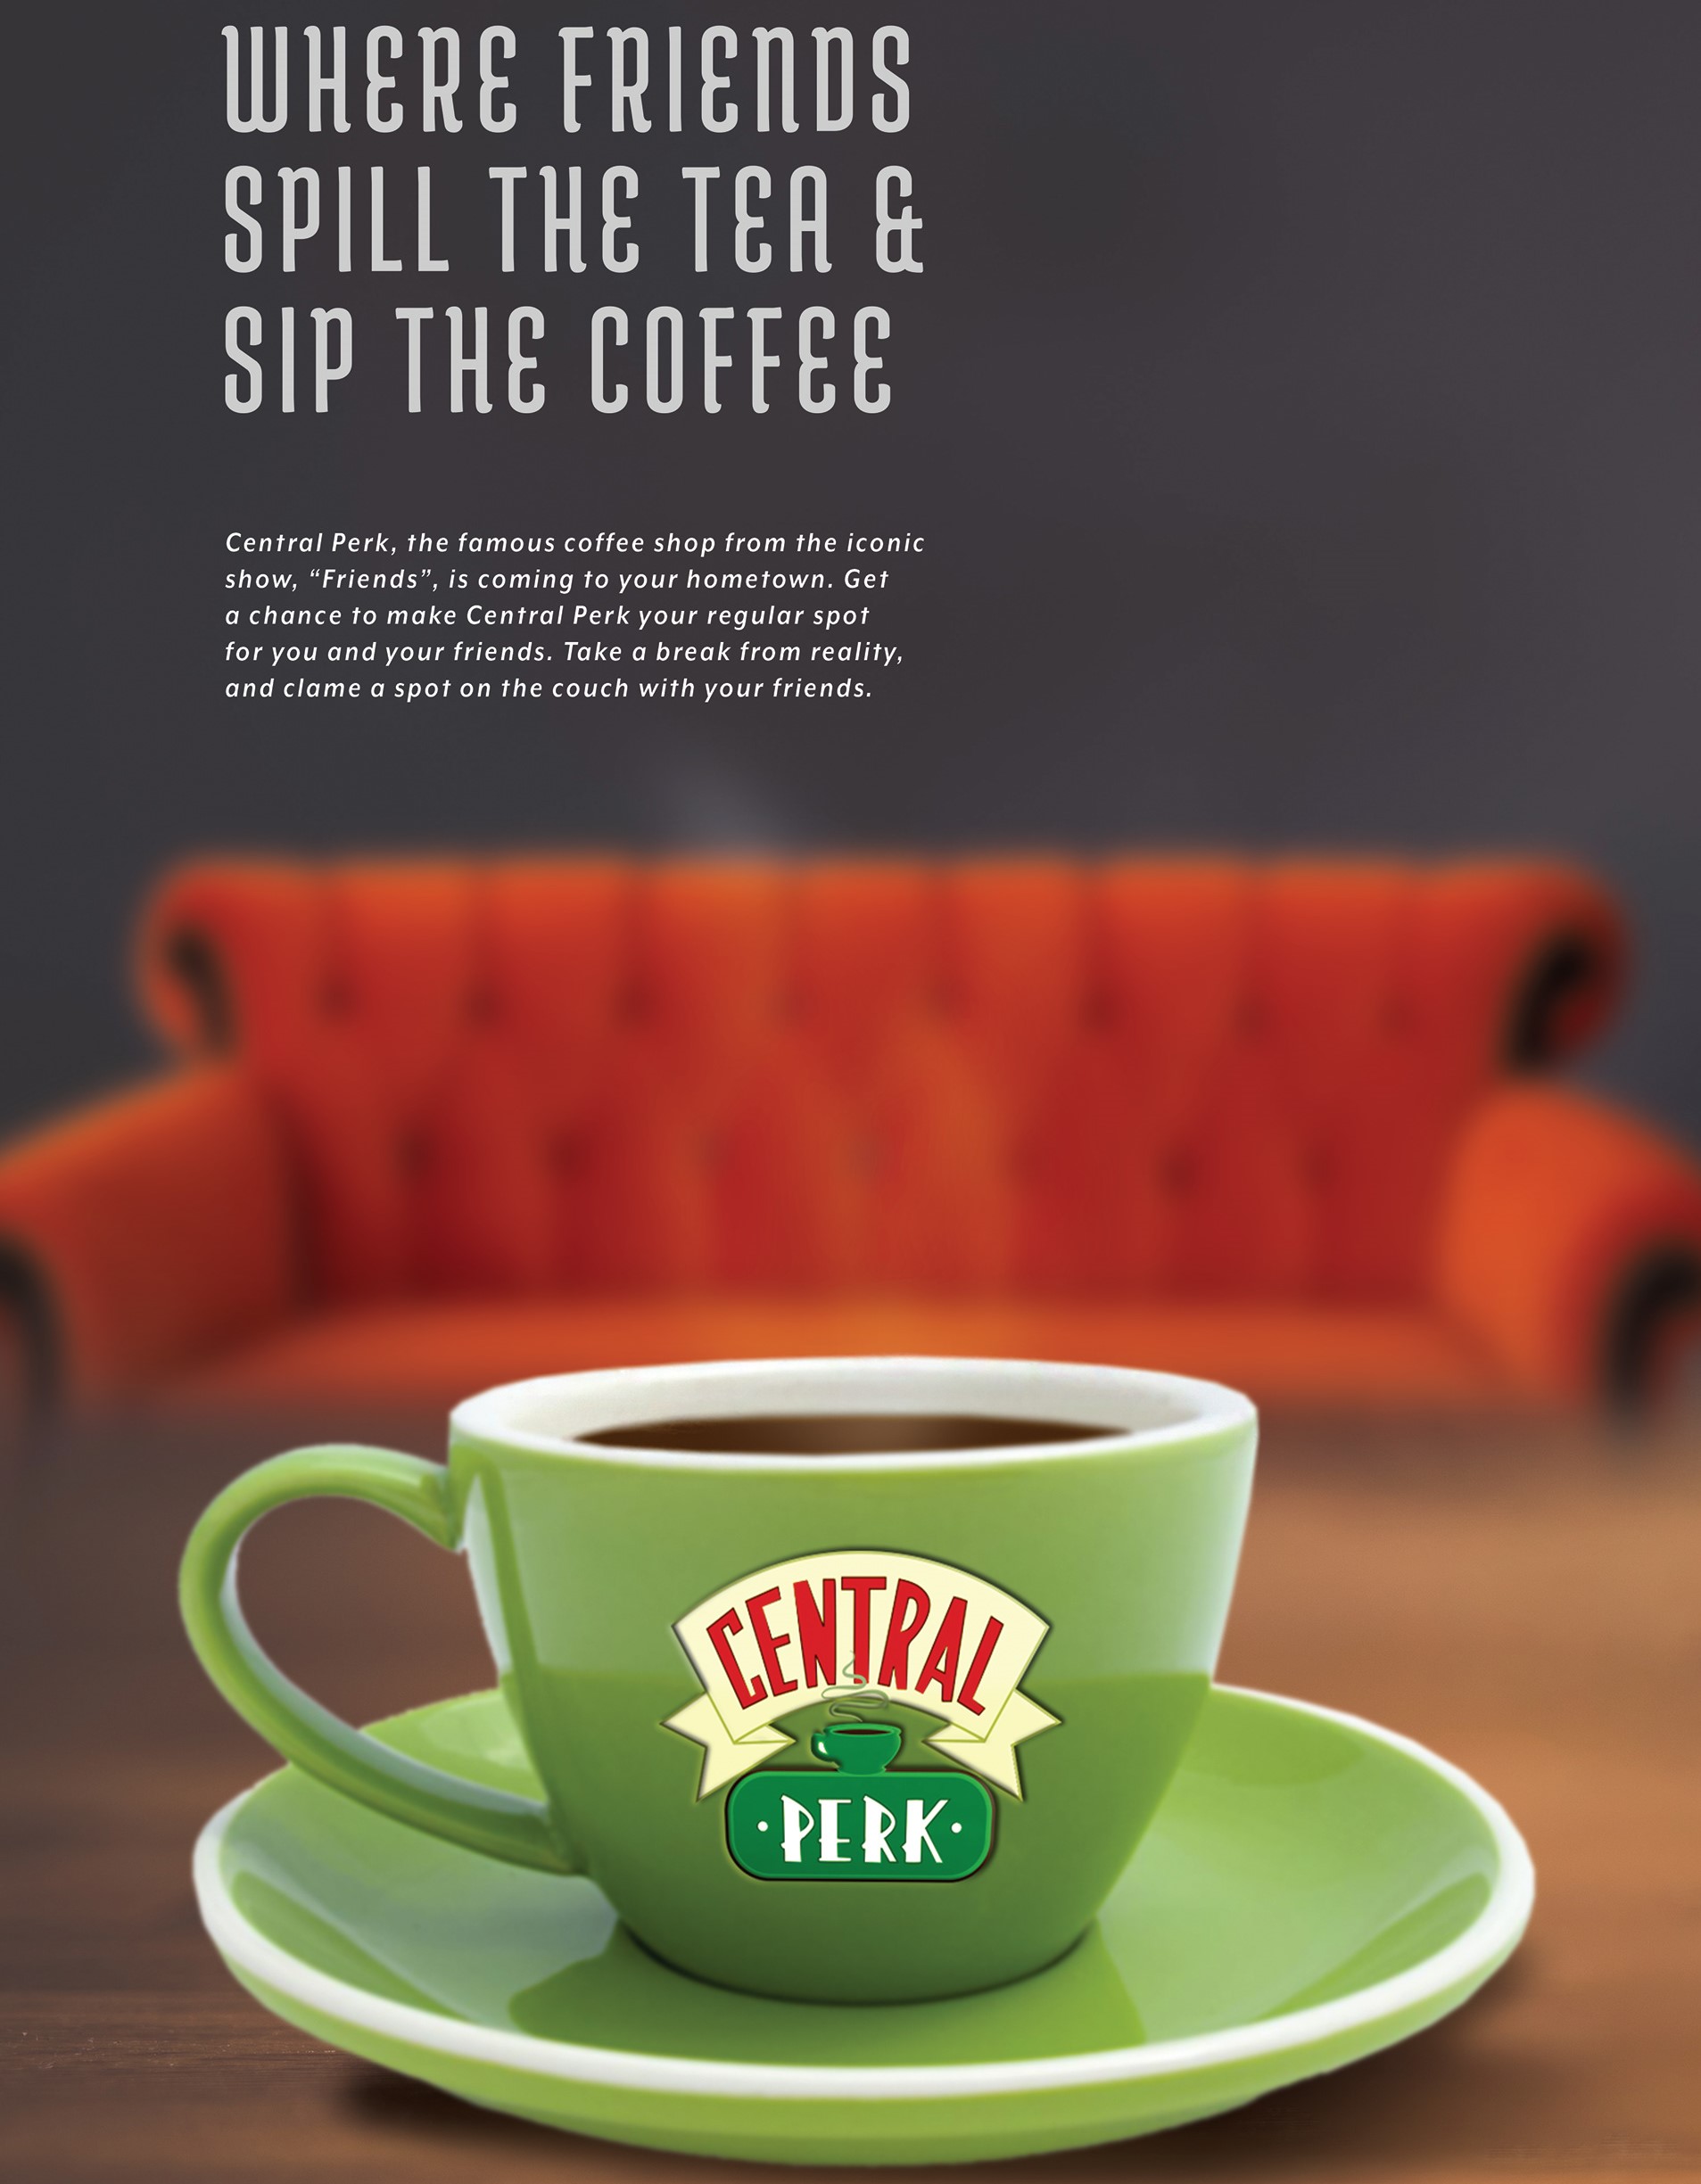 WHERE FRIENDS
SPILL THE TEA &
SIP THE COFFEE
Central Perk, the famous coffee shop from the iconic
show, “Friends”, is coming to your hometown. Get
a chance to make Central Perk your regular spot
for you and your friends. Take a break from reality,
and clame a spot on the couch with your friends.
CENTRAL
·PERK·